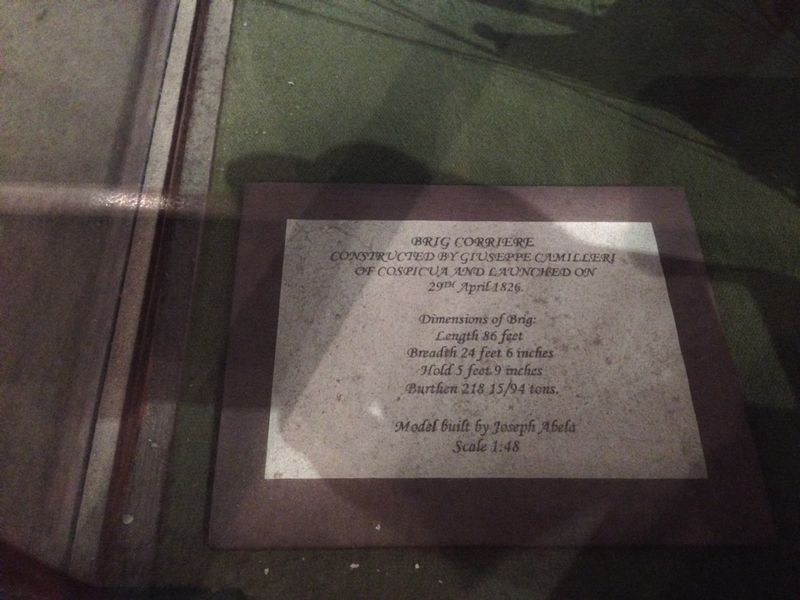 BRIG CORRIERE
CONSTRUCTED BY GIUSEPPE CAMILLERI
OF COSPICUA AND LAUNCHED ON
29TH April 1826.
Dimensions of Brig:
Length 86 feet
Breadth 24 feet 6 inches
Hold 5 feet 9 inches
Burthen 218 15/94 tons.
Model built by Joseph Abela
Scale 1:48